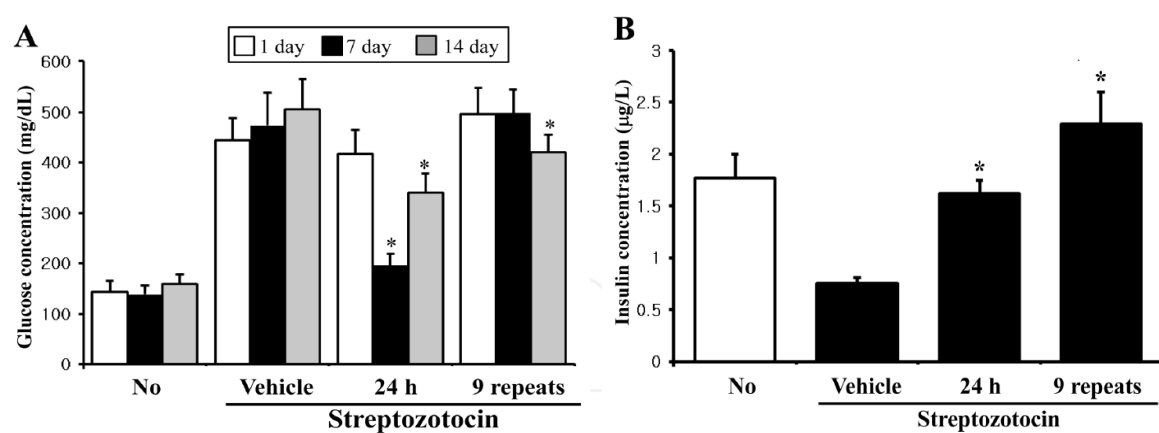 A
1 day 7 day 14 day
Glucose concentration (mg/dL)
600
500
400
300
200
100
0
*
*
*
No Vehicle 24 h 9 repeats
Streptozotocin
B
Insulin concentration (µg/L)
3
2.5
2
1.5
1
0.5
0
*
*
No Vehicle 24 h 9 repeats
Streptozotocin